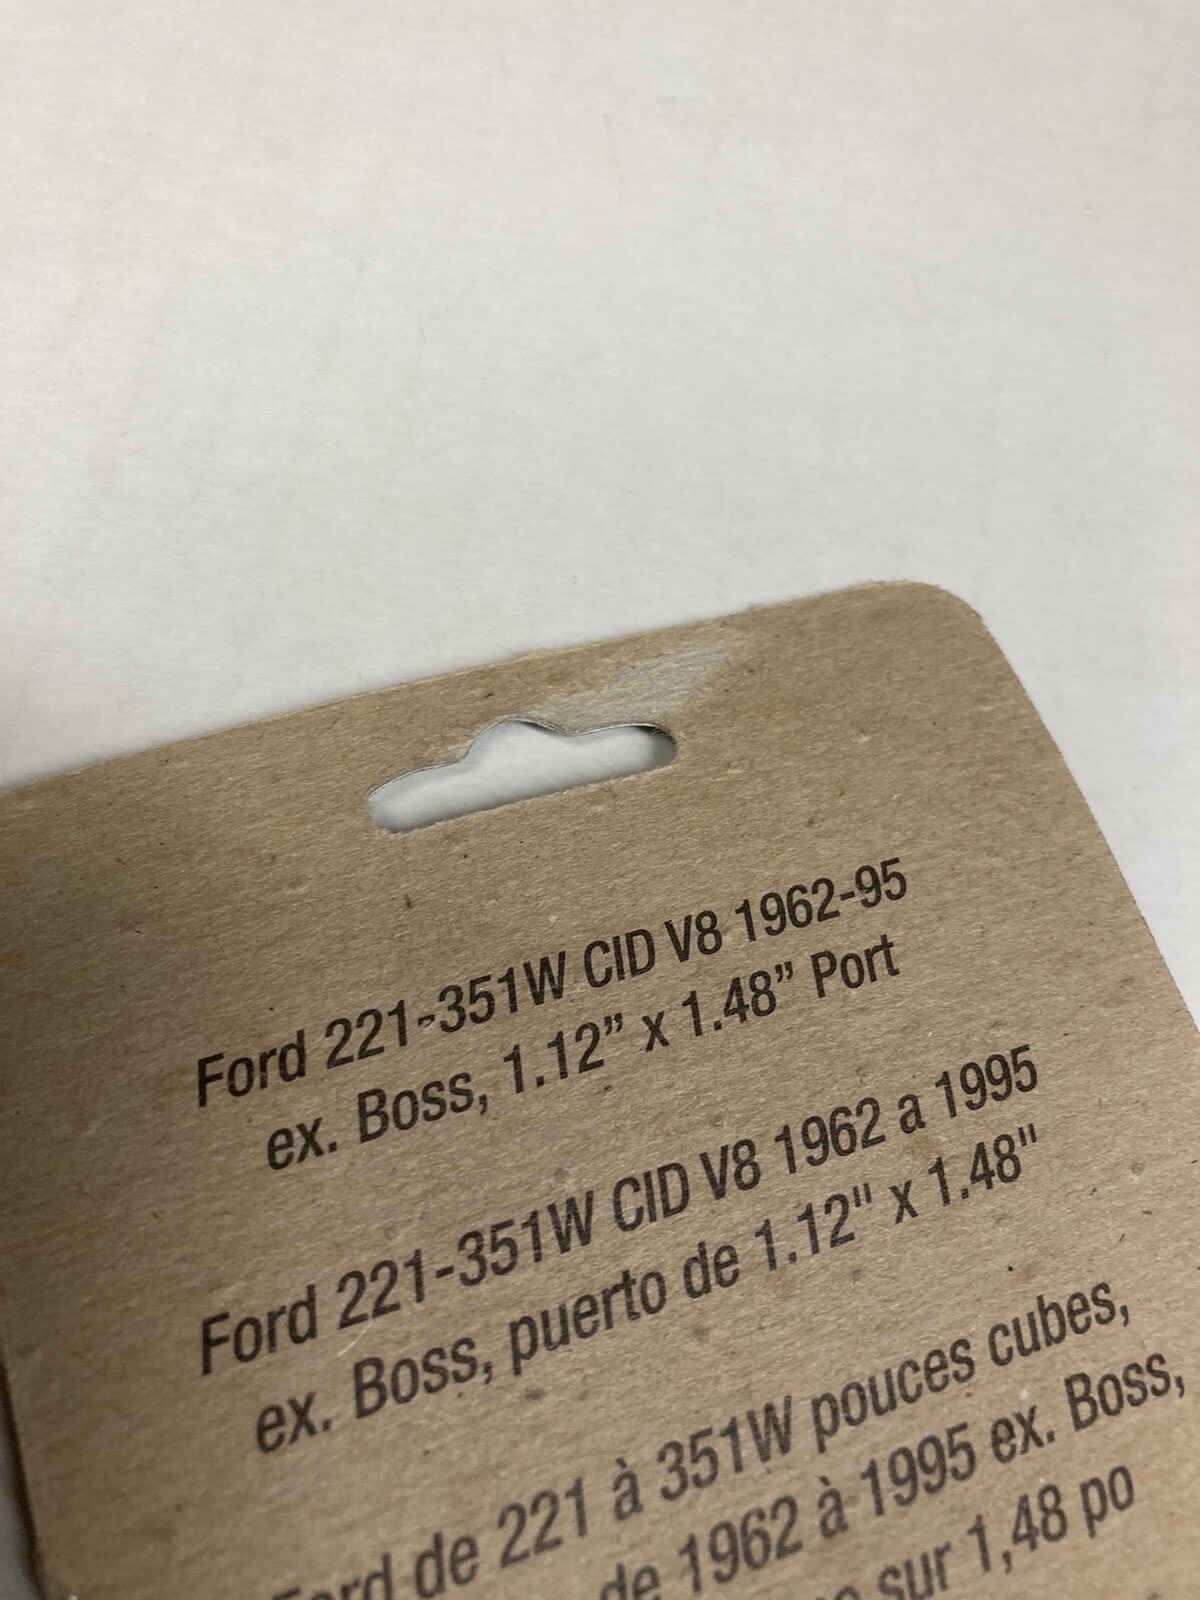 Ford 221-351W CID V8 1962-95
ex. Boss, 1.12” x 1.48” Port
Ford 221-351W CID V8 1962 a 1995
ex. Boss, puerto de 1.12" x 1.48"
Ford de 221 à 351W pouces cubes,
de 1962 à 1995 ex. Boss,
sur 1,48 po